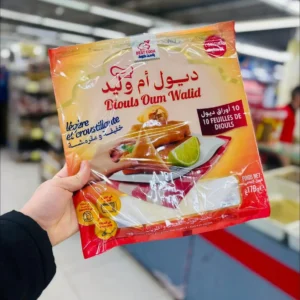 ديول أم وليد
Diouls Oum Walid
Légère
et croustillante
خفيفة و مقرمشة
10 أوراق ديول
10 FEUILLES DE
DIOULS